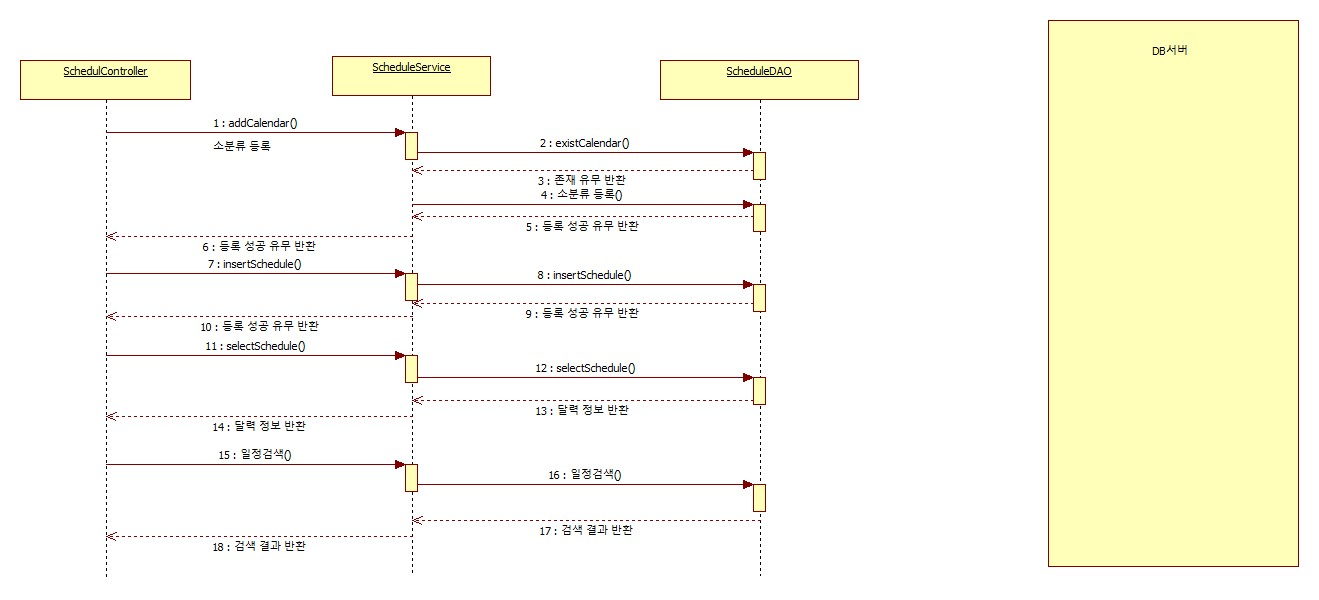 SchedulController
ScheduleService
ScheduleDAO
DB서버
1 : addCalendar()
소분류 등록
2 : existCalendar()
3 : 존재 유무 반환
4 : 소분류 등록()
5 : 등록 성공 유무 반환
6 : 등록 성공 유무 반환
7 : insertSchedule()
8 : insertSchedule()
9 : 등록 성공 유무 반환
10 : 등록 성공 유무 반환
11 : selectSchedule()
12 : selectSchedule()
13 : 달력 정보 반환
14 : 달력 정보 반환
15 : 일정검색()
16 : 일정검색()
17 : 검색 결과 반환
18 : 검색 결과 반환